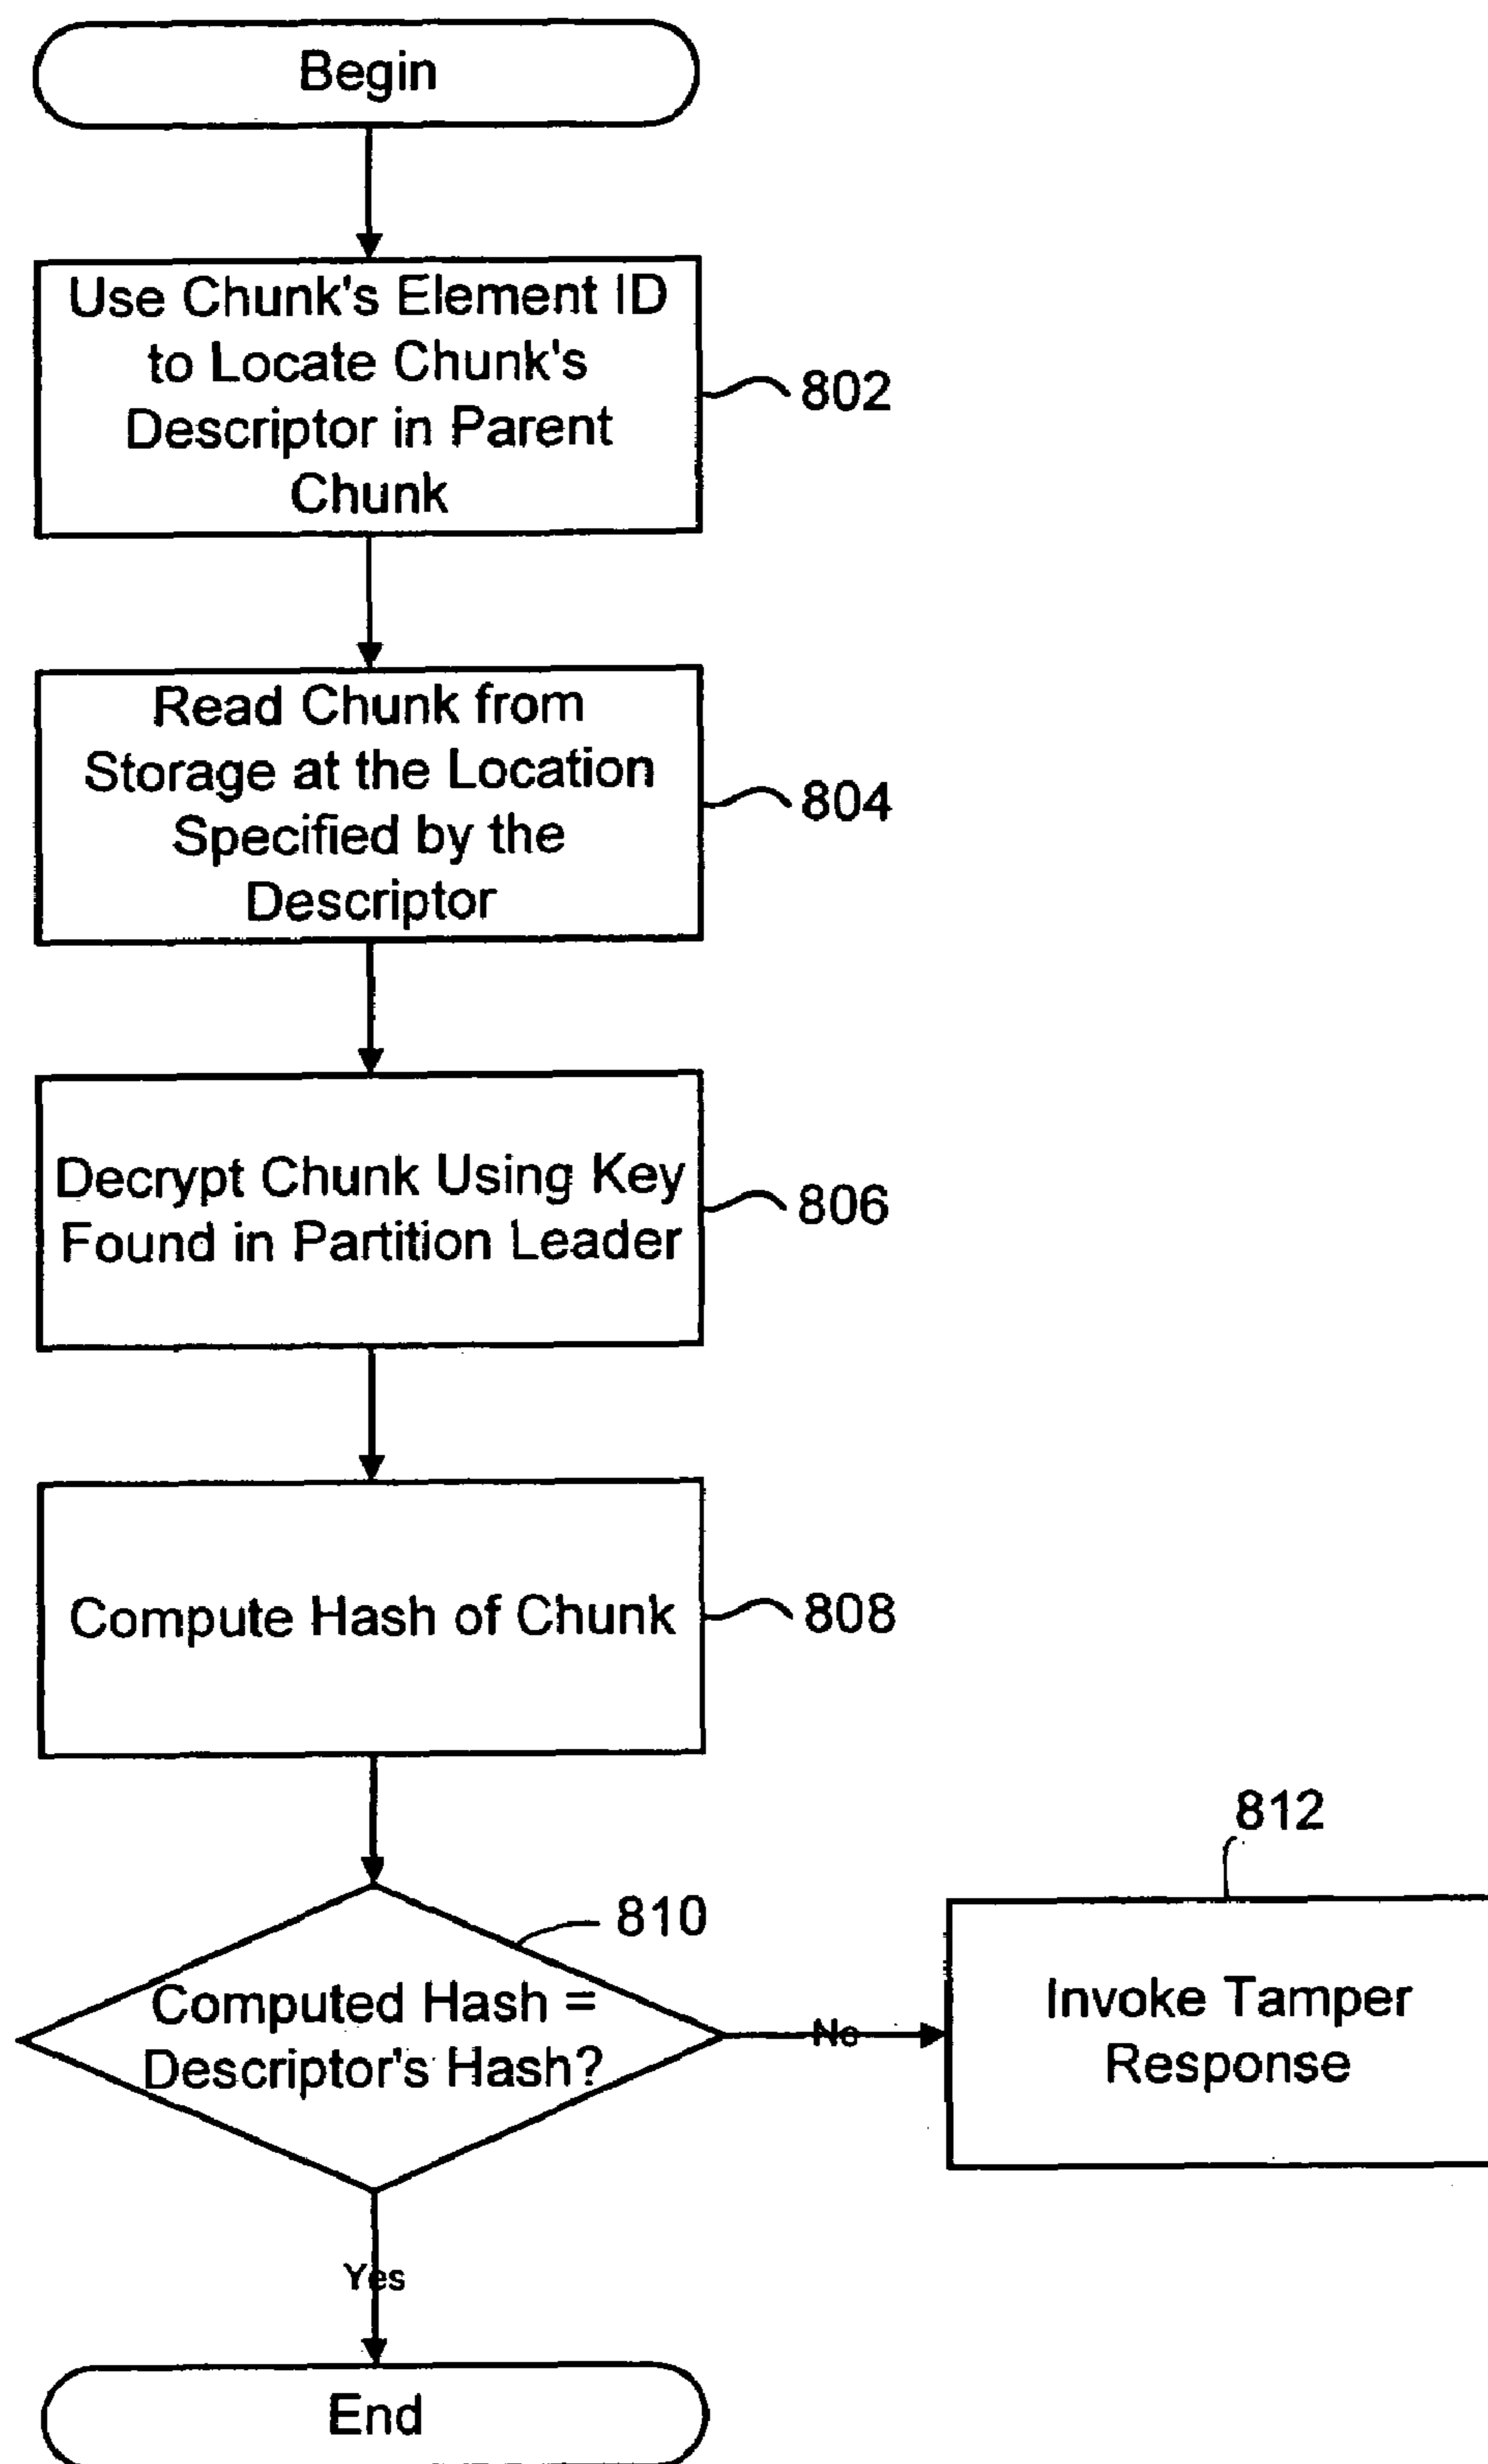 Begin
Use Chunk's Element ID
to Locate Chunk's
Descriptor in Parent
Chunk
802
Read Chunk from
Storage at the Location
Specified by the
Descriptor
804
Decrypt Chunk Using Key
Found in Partition Leader
806
Compute Hash of Chunk
808
812
810
Computed Hash =
Descriptor's Hash?
No
Invoke Tamper
Response
Yes
End